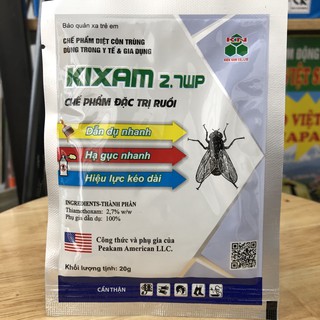 Bảo quản xa trẻ em
CHẾ PHẨM DIỆT CÔN TRÙNG
DÙNG TRONG Y TẾ & GIA DỤNG
KIXAM 2.7WP
CHẾ PHẨM ĐẶC TRỊ RUỒI
Dẫn dụ nhanh
Hạ gục nhanh
Hiệu lực kéo dài
INGREDIENTS-THÀNH PHẦN
Thiamethoxam: 2,7% w/w
Phụ gia dẫn dụ: 100%
Công thức và phụ gia của
Peakam American LLC.
Khối lượng tịnh: 20g
CẨN THẬN